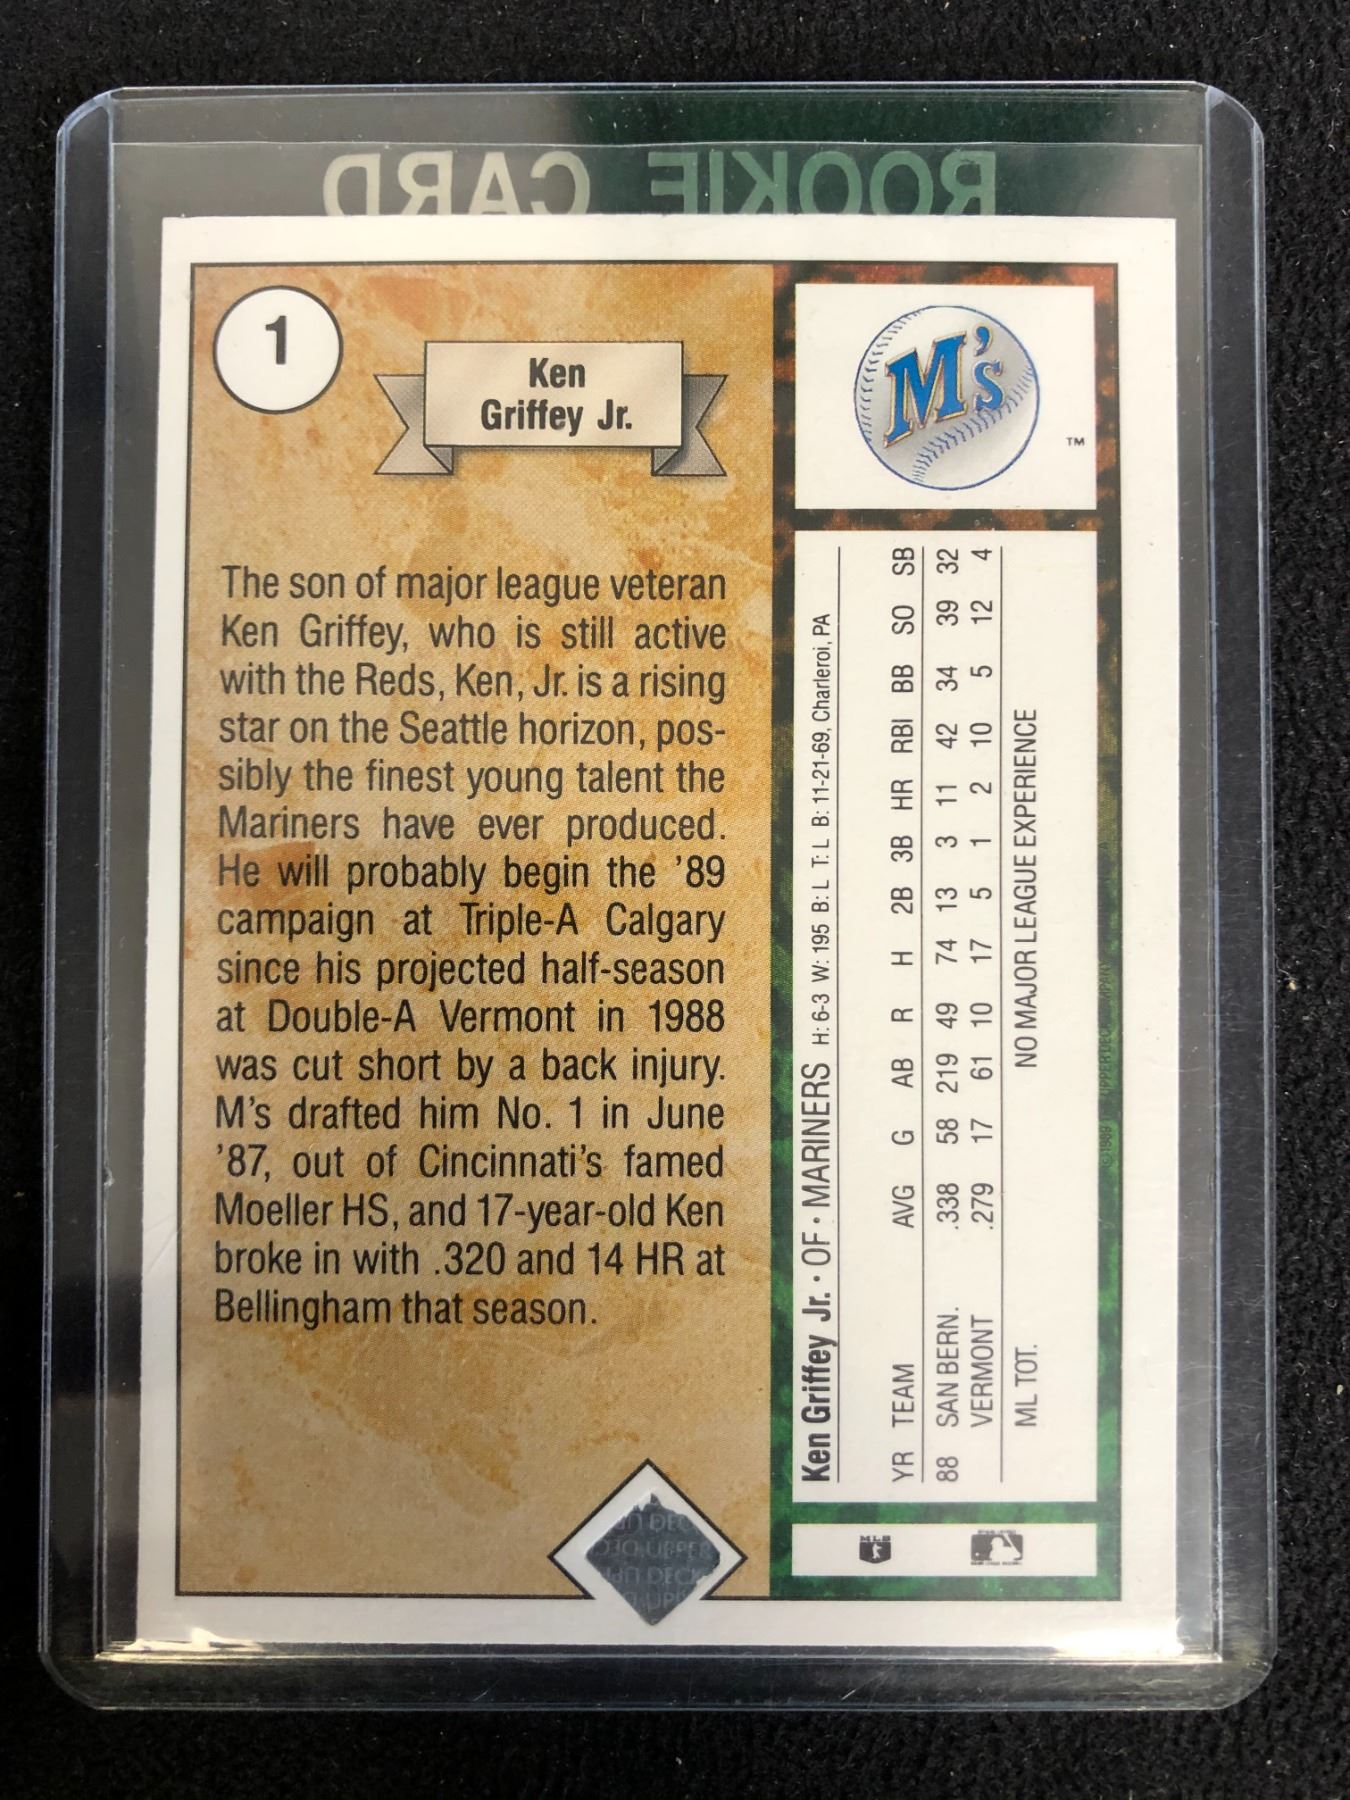 ROOKIE CARD
1
Ken
Griffey Jr.
M's
TM
The son of major league veteran
Ken Griffey, who is still active
with the Reds, Ken, Jr. is a rising
star on the Seattle horizon, pos-
sibly the finest young talent the
Mariners have ever produced.
He will probably begin the '89
campaign at Triple-A Calgary
since his projected half-season
at Double-A Vermont in 1988
was cut short by a back injury.
M's drafted him No. 1 in June
'87, out of Cincinnati's famed
Moeller HS, and 17-year-old Ken
broke in with .320 and 14 HR at
Bellingham that season.
Ken Griffey Jr. • OF • MARINERS H: 6-3 W: 195 B: L T: L B: 11-21-69, Charleroi, PA
YR TEAM AVG G AB R H 2B 3B HR RBI BB SO SB
88 SAN BERN. .338 58 219 49 74 13 3 11 42 34 39 32
VERMONT .279 17 61 10 17 5 1 2 10 5 12 4
ML TOT. NO MAJOR LEAGUE EXPERIENCE
©1989 UPPER DECK COMPANY
MLB